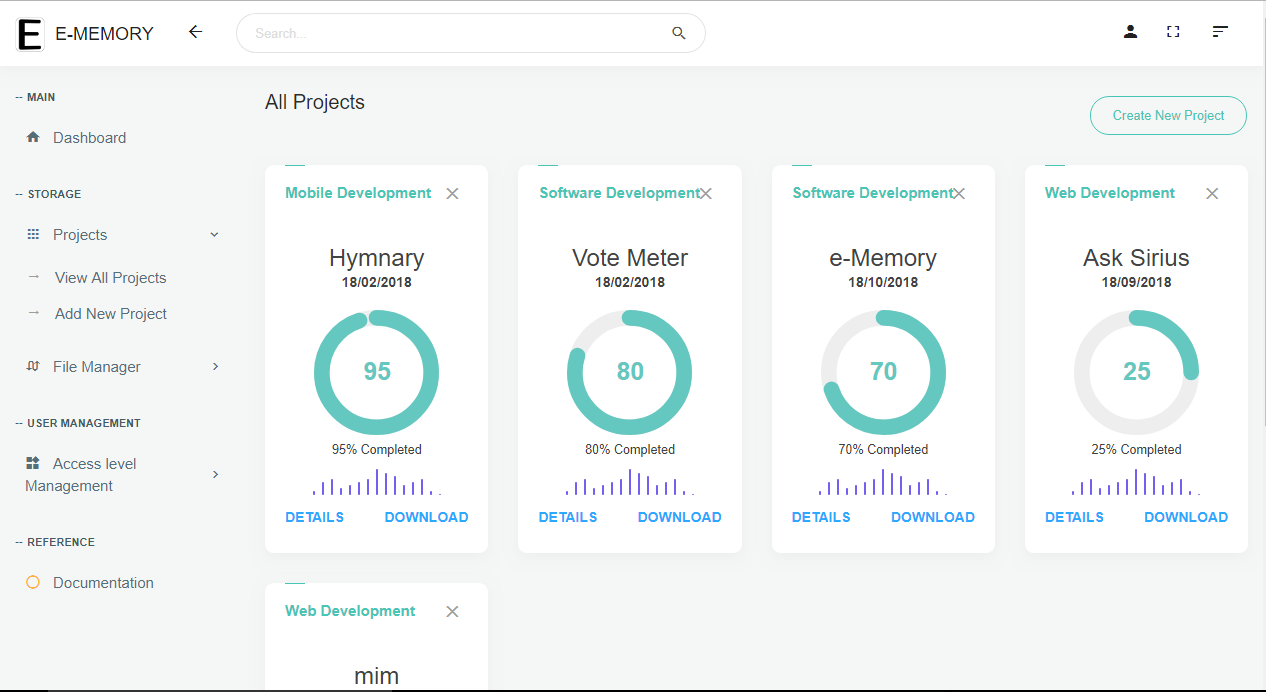 E E-MEMORY
Search...
-- MAIN
Dashboard
-- STORAGE
Projects
View All Projects
Add New Project
File Manager
-- USER MANAGEMENT
Access level
Management
-- REFERENCE
Documentation
All Projects
Create New Project
Mobile Development
Hymnary
18/02/2018
95
95% Completed
DETAILS DOWNLOAD
Software Development
Vote Meter
18/02/2018
80
80% Completed
DETAILS DOWNLOAD
Software Development
e-Memory
18/10/2018
70
70% Completed
DETAILS DOWNLOAD
Web Development
Ask Sirius
18/09/2018
25
25% Completed
DETAILS DOWNLOAD
Web Development
mim